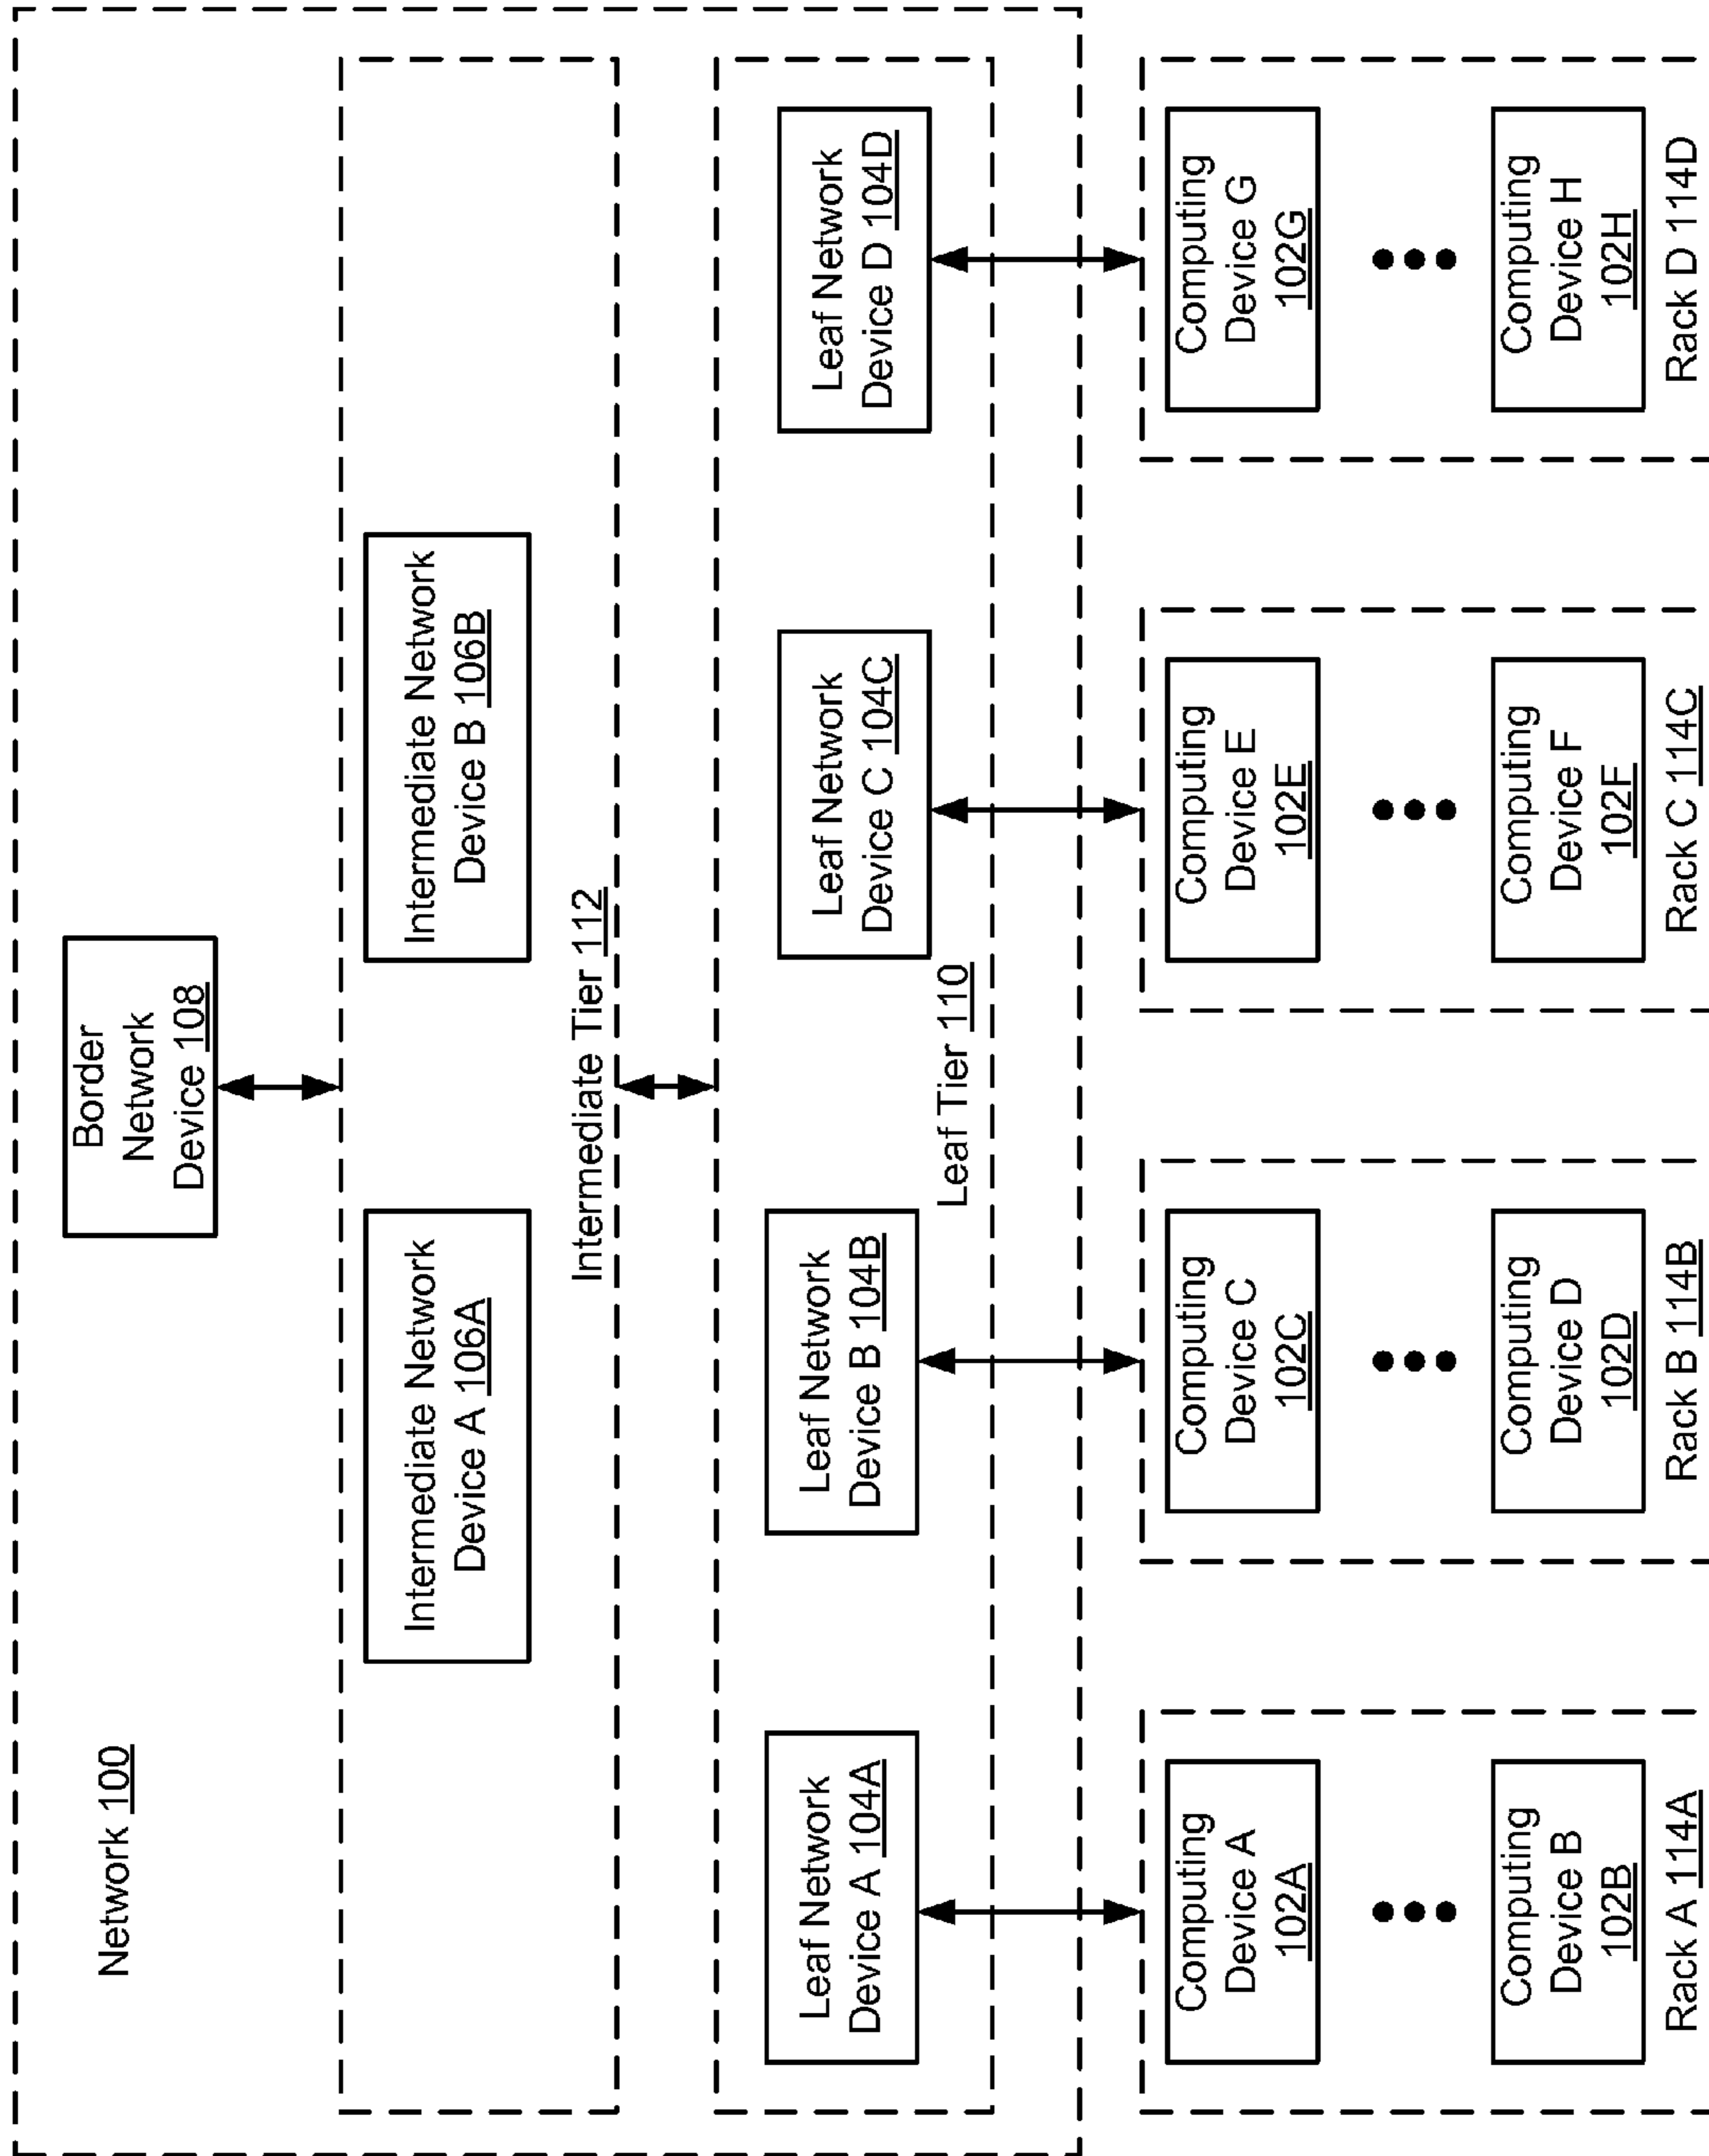 Network 100
Border
Network
Device 108
Intermediate Network
Device A 106A
Intermediate Network
Device B 106B
Intermediate Tier 112
Leaf Network
Device A 104A
Leaf Network
Device B 104B
Leaf Network
Device C 104C
Leaf Network
Device D 104D
Leaf Tier 110
Computing
Device A
102A
Computing
Device B
102B
Rack A 114A
Computing
Device C
102C
Computing
Device D
102D
Rack B 114B
Computing
Device E
102E
Computing
Device F
102F
Rack C 114C
Computing
Device G
102G
Computing
Device H
102H
Rack D 114D